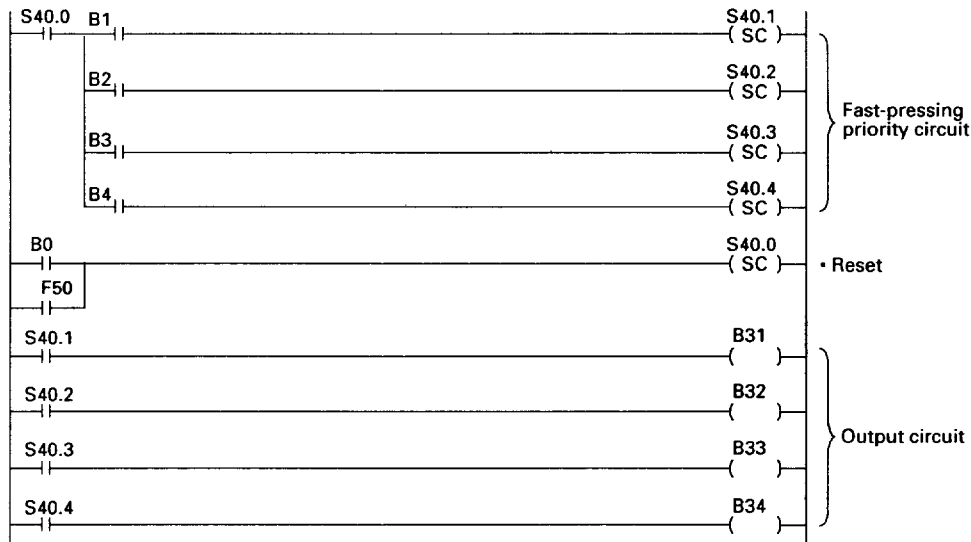 S40.0 B1 S40.1
( SC )
B2 S40.2
( SC )
Fast-pressing
priority circuit
B3 S40.3
( SC )
B4 S40.4
( SC )
B0 S40.0
( SC ) • Reset
F50
S40.1 B31
( )
S40.2 B32
( )
Output circuit
S40.3 B33
( )
S40.4 B34
( )